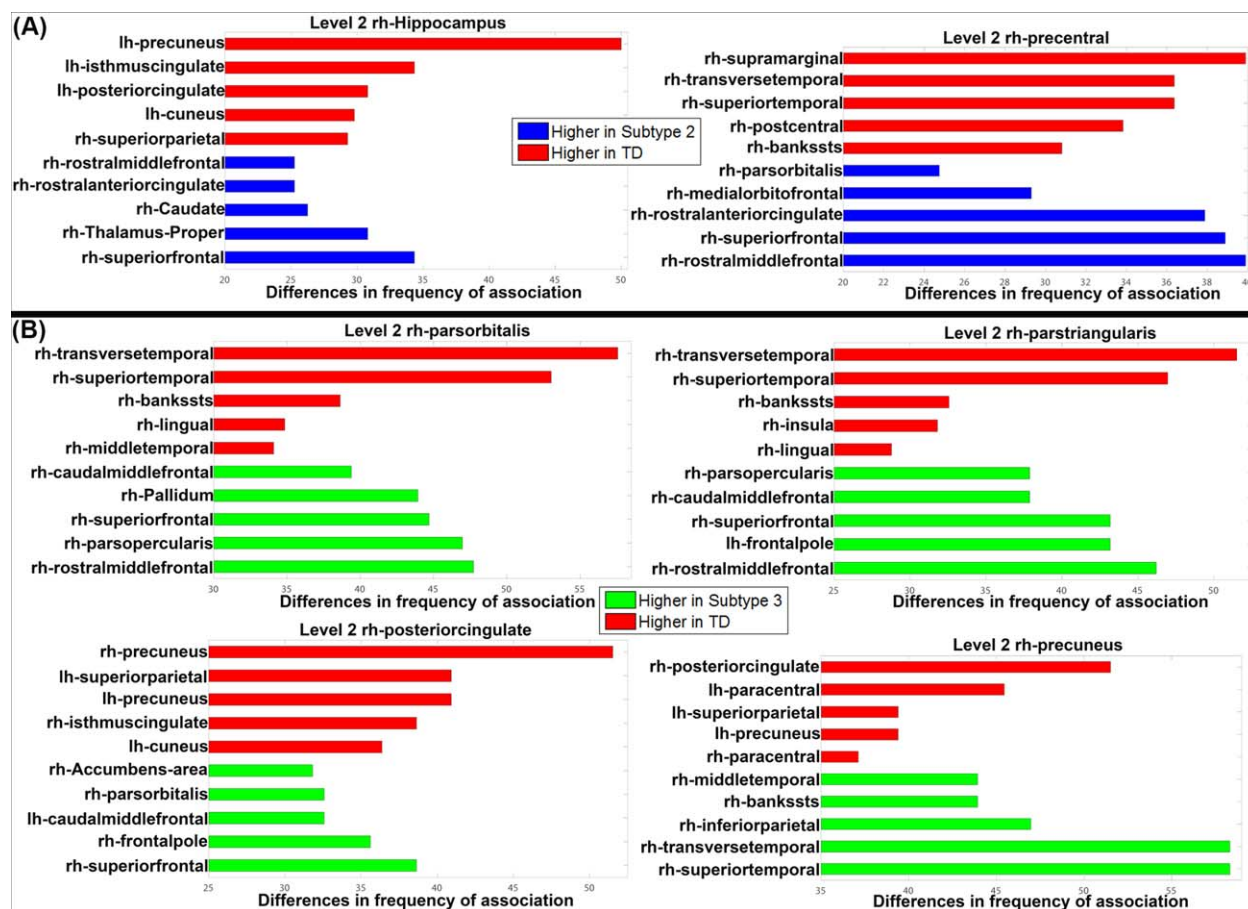 (A)
Level 2 rh-Hippocampus
lh-precuneus
lh-isthmuscingulate
lh-posteriorcingulate
lh-cuneus
rh-superiorparietal
rh-rostralmiddlefrontal
rh-rostralanteriorcingulate
rh-Caudate
rh-Thalamus-Proper
rh-superiorfrontal
20 25 30 35 40 45 50
Differences in frequency of association
Higher in Subtype 2
Higher in TD
Level 2 rh-precentral
rh-supramarginal
rh-transversetemporal
rh-superiortemporal
rh-postcentral
rh-bankssts
rh-parsorbitalis
rh-medialorbitofrontal
rh-rostralanteriorcingulate
rh-superiorfrontal
rh-rostralmiddlefrontal
20 22 24 26 28 30 32 34 36 38 40
Differences in frequency of association
(B)
Level 2 rh-parsorbitalis
rh-transversetemporal
rh-superiortemporal
rh-bankssts
rh-lingual
rh-middletemporal
rh-caudalmiddlefrontal
rh-Pallidum
rh-superiorfrontal
rh-parsopercularis
rh-rostralmiddlefrontal
30 35 40 45 50 55
Differences in frequency of association
Level 2 rh-parstriangularis
rh-transversetemporal
rh-superiortemporal
rh-bankssts
rh-insula
rh-lingual
rh-parsopercularis
rh-caudalmiddlefrontal
rh-superiorfrontal
lh-frontalpole
rh-rostralmiddlefrontal
25 30 35 40 45 50
Differences in frequency of association
Higher in Subtype 3
Higher in TD
Level 2 rh-posteriorcingulate
rh-precuneus
lh-superiorparietal
lh-precuneus
rh-isthmuscingulate
lh-cuneus
rh-Accumbens-area
rh-parsorbitalis
lh-caudalmiddlefrontal
rh-frontalpole
rh-superiorfrontal
25 30 35 40 45 50
Differences in frequency of association
Level 2 rh-precuneus
rh-posteriorcingulate
lh-paracentral
lh-superiorparietal
lh-precuneus
rh-paracentral
rh-middletemporal
rh-bankssts
rh-inferiorparietal
rh-transversetemporal
rh-superiortemporal
35 40 45 50 55
Differences in frequency of association